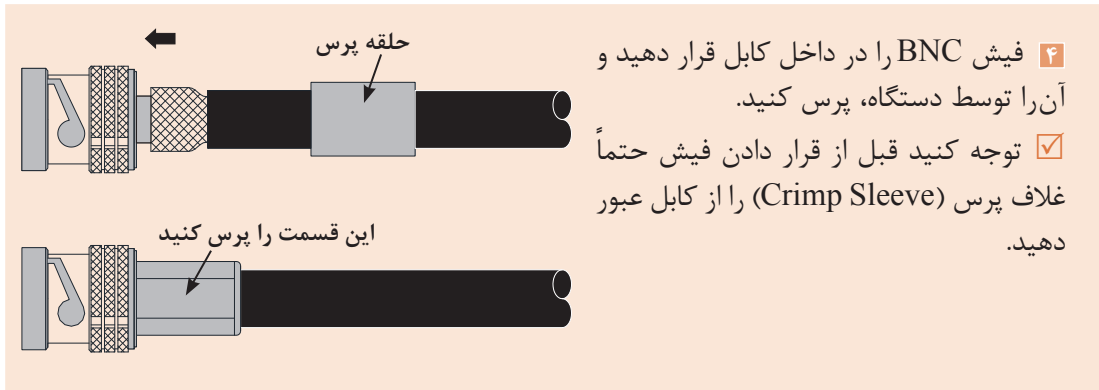 ۴ فیش BNC را در داخل کابل قرار دهید و
آن‌را توسط دستگاه، پرس کنید.
توجه کنید قبل از قرار دادن فیش حتماً
غلاف پرس (Crimp Sleeve) را از کابل عبور
دهید.
حلقه پرس
این قسمت را پرس کنید